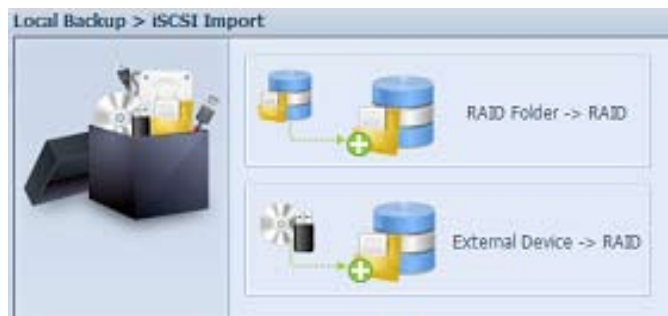 Local Backup > iSCSI Import
RAID Folder -> RAID
External Device -> RAID